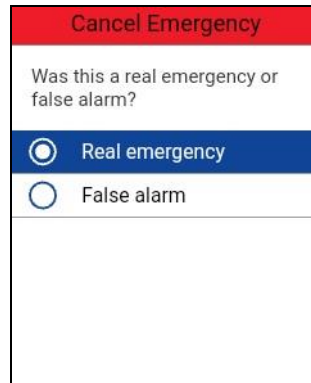 Cancel Emergency
Was this a real emergency or
false alarm?
Real emergency
False alarm